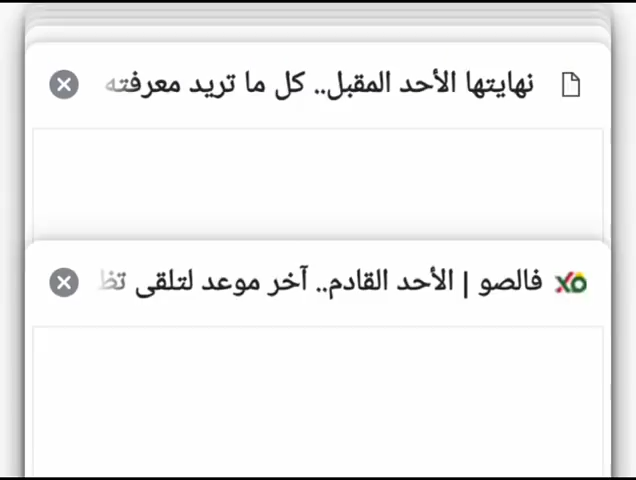 نهايتها الأحد المقبل.. كل ما تريد معرفته
فالصو | الأحد القادم.. آخر موعد لتلقى